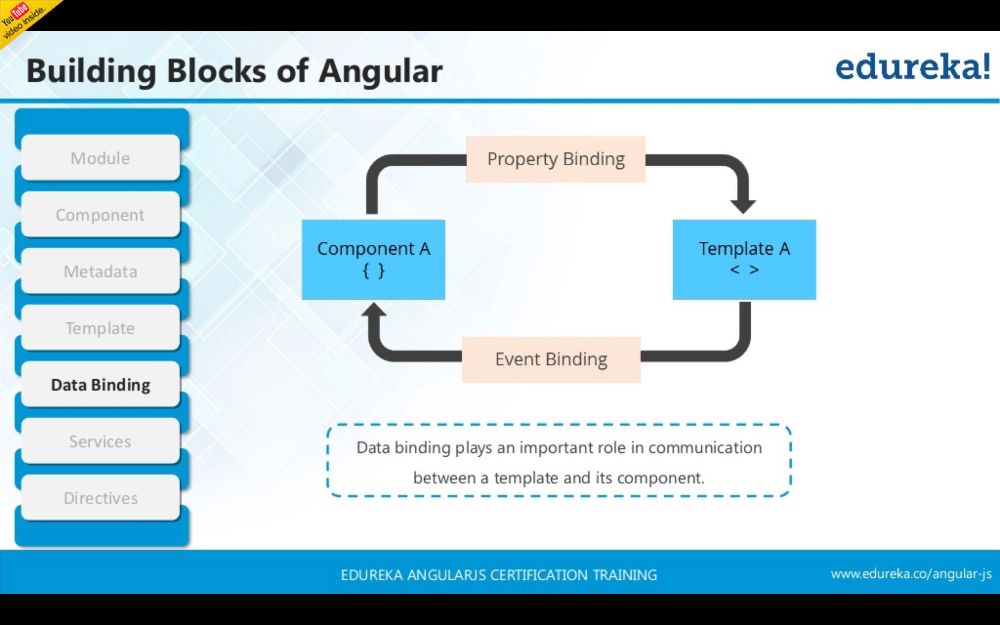 YouTube
video inside.
Building Blocks of Angular
edureka!
Module
Component
Metadata
Template
Data Binding
Services
Directives
Property Binding
Component A
{ }
Template A
< >
Event Binding
Data binding plays an important role in communication
between a template and its component.
EDUREKA ANGULARJS CERTIFICATION TRAINING
www.edureka.co/angular-js